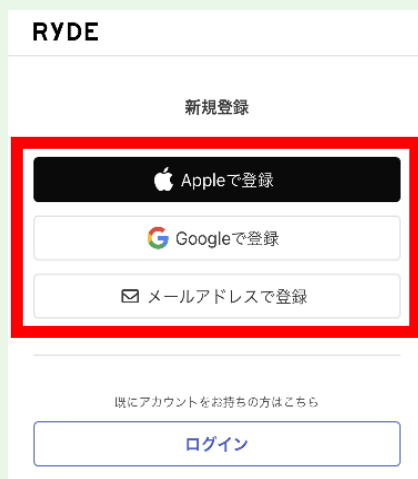 RYDE
新規登録
Appleで登録
Googleで登録
メールアドレスで登録
既にアカウントをお持ちの方はこちら
ログイン